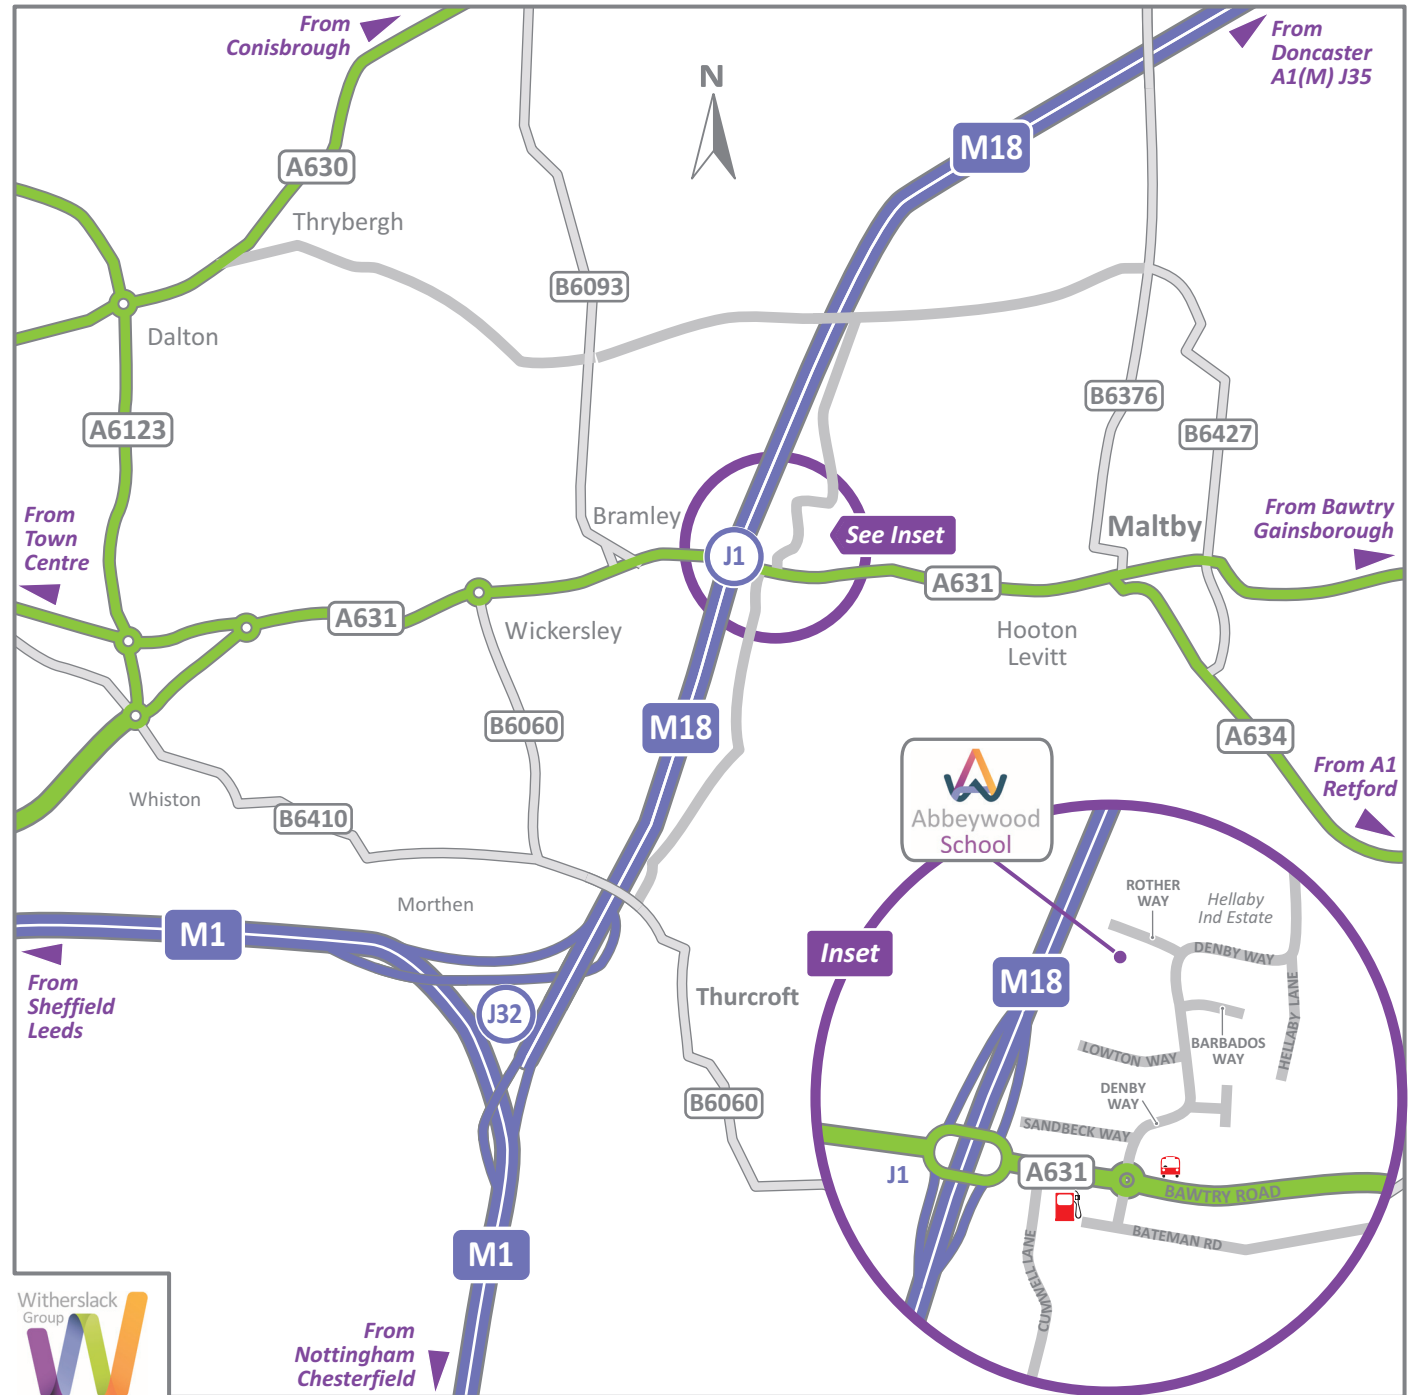 From
Conisbrough
From
Doncaster
A1(M) J35
N
M18
A630
Thrybergh
B6093
Dalton
B6376
A6123
B6427
From
Town
Centre
Bramley
See Inset
Maltby
From Bawtry
Gainsborough
J1
A631
A631
Wickersley
Hooton
Levitt
B6060
M18
A634
From A1
Retford
Whiston
B6410
Abbeywood
School
Morthen
M1
From
Sheffield
Leeds
J32
Thurcroft
B6060
M1
From
Nottingham
Chesterfield
Inset
ROTHER
WAY
Hellaby
Ind Estate
DENBY WAY
M18
HELLABY LANE
BARBADOS
WAY
LOWTON WAY
DENBY
WAY
SANDBECK WAY
J1
A631
BAWTRY ROAD
BATEMAN RD
CUMWELL LANE
Witherslack
Group